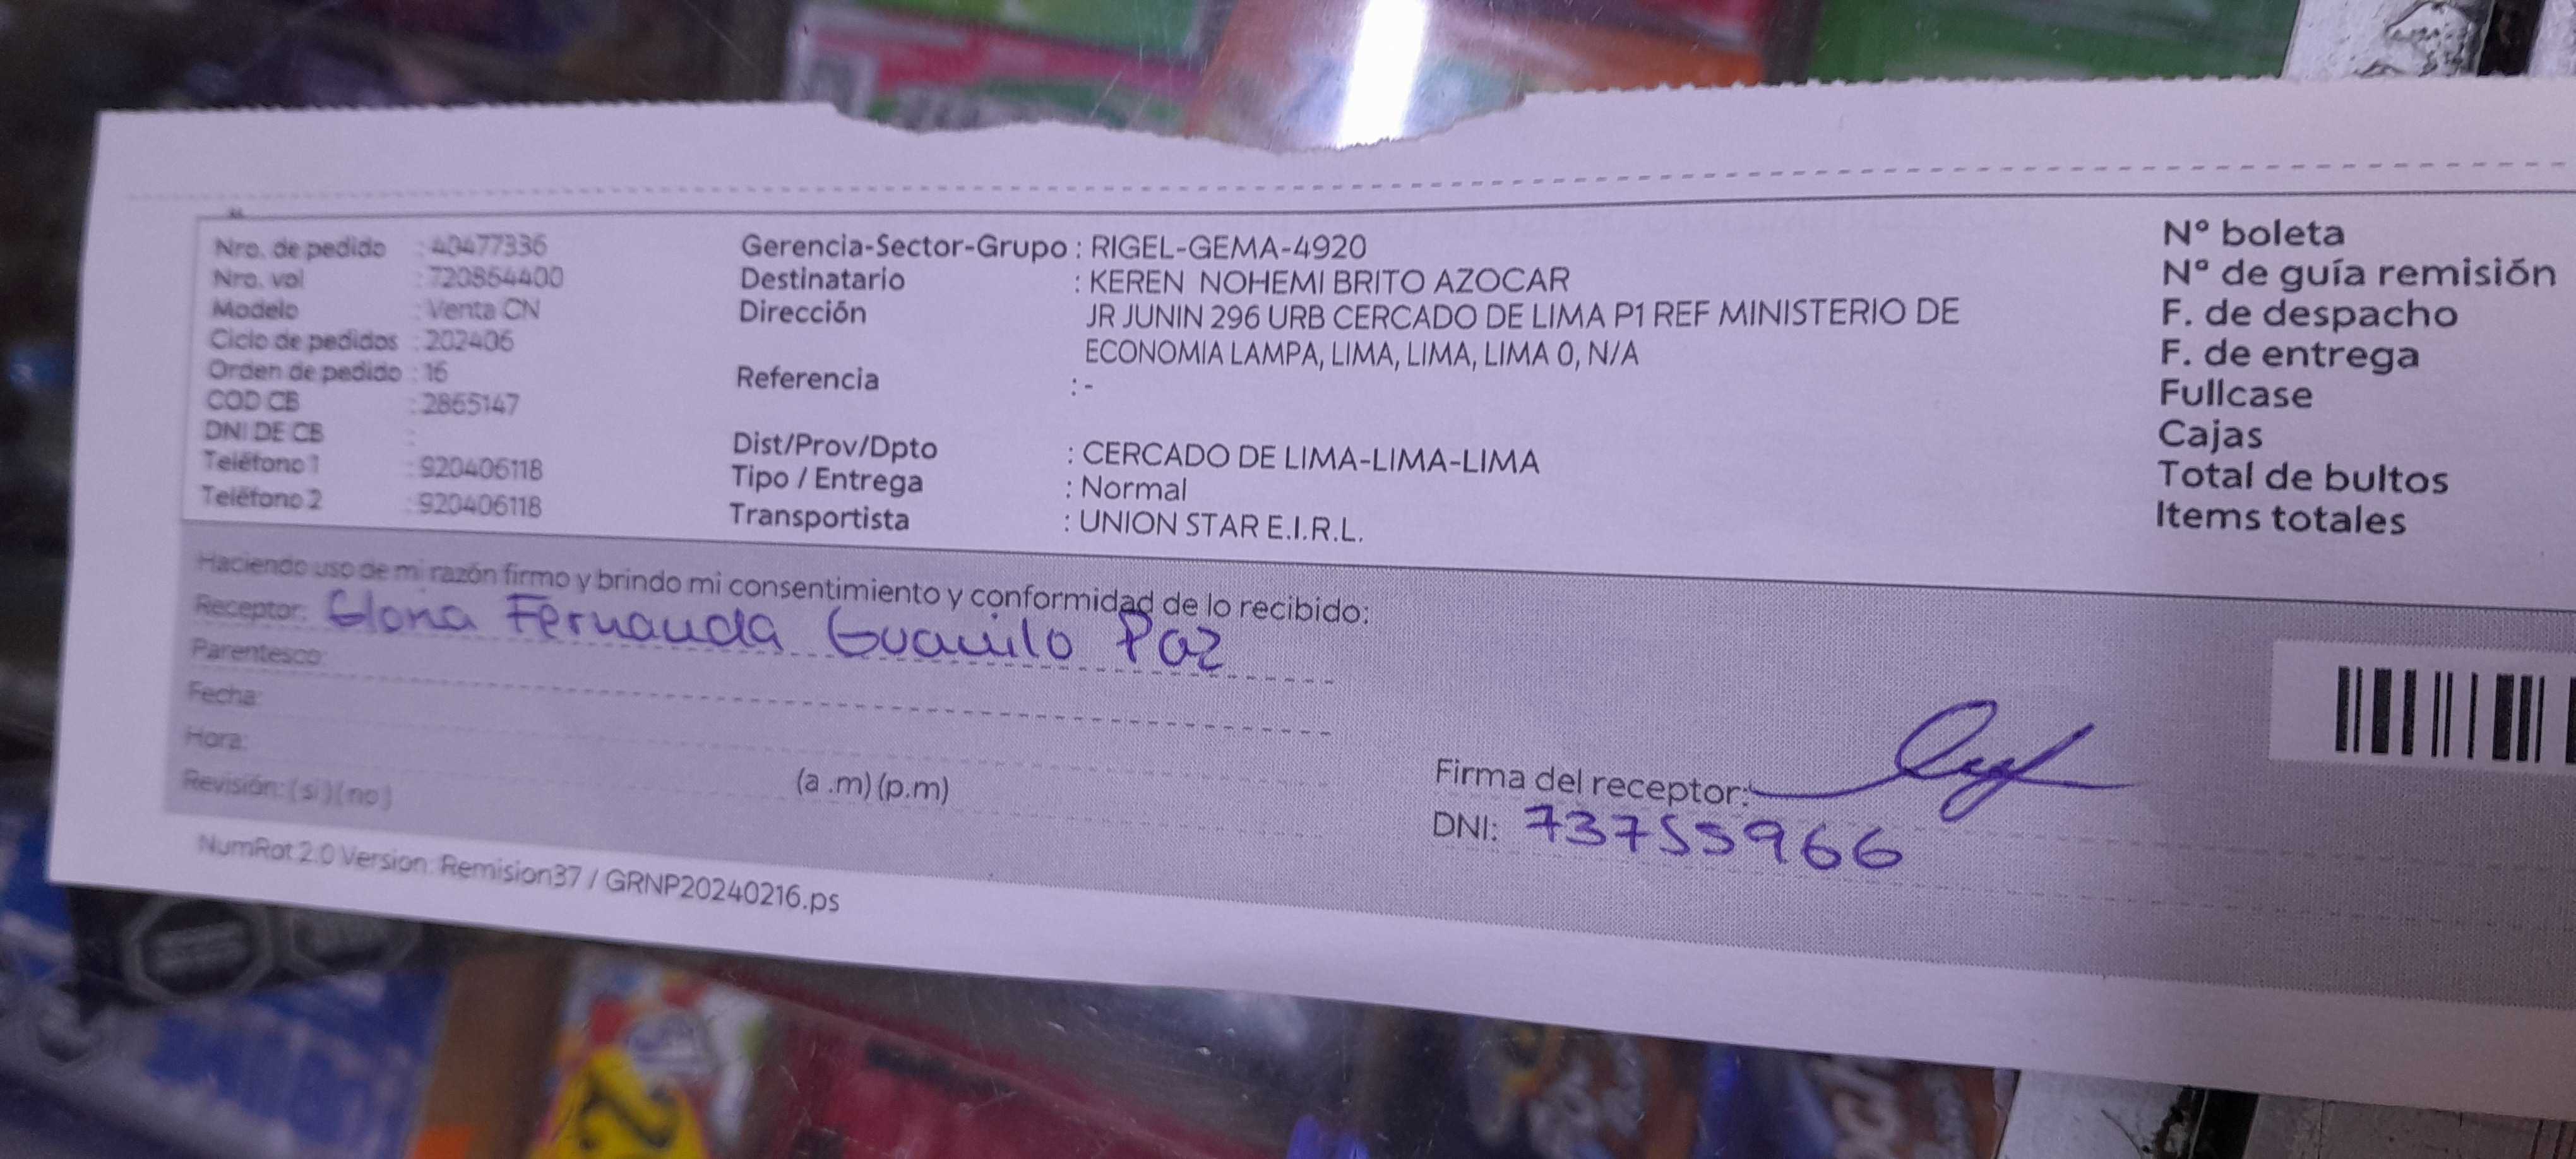 Nro. de pedido : 40477336
Nro. vol : 720864400
Modelo : Venta CN
Ciclo de pedidos : 202406
Orden de pedido : 16
COD CB : 2865147
DNI DE CB :
Teléfono 1 : 920406118
Teléfono 2 : 920406118
Gerencia-Sector-Grupo : RIGEL-GEMA-4920
Destinatario : KEREN NOHEMI BRITO AZOCAR
Dirección JR JUNIN 296 URB CERCADO DE LIMA P1 REF MINISTERIO DE
ECONOMIA LAMPA, LIMA, LIMA, LIMA 0, N/A
Referencia : -
Dist/Prov/Dpto : CERCADO DE LIMA-LIMA-LIMA
Tipo / Entrega : Normal
Transportista : UNION STAR E.I.R.L.
Nº boleta
Nº de guía remisión
F. de despacho
F. de entrega
Fullcase
Cajas
Total de bultos
Items totales
Haciendo uso de mi razón firmo y brindo mi consentimiento y conformidad de lo recibido:
Receptor: Gloria Fernanda Guanilo Paz
Parentesco:
Fecha:
Hora: (a .m) (p.m)
Revisión: ( si ) ( no )
Firma del receptor:
DNI: 73755966
NumRot 2.0 Version: Remision37 / GRNP20240216.ps